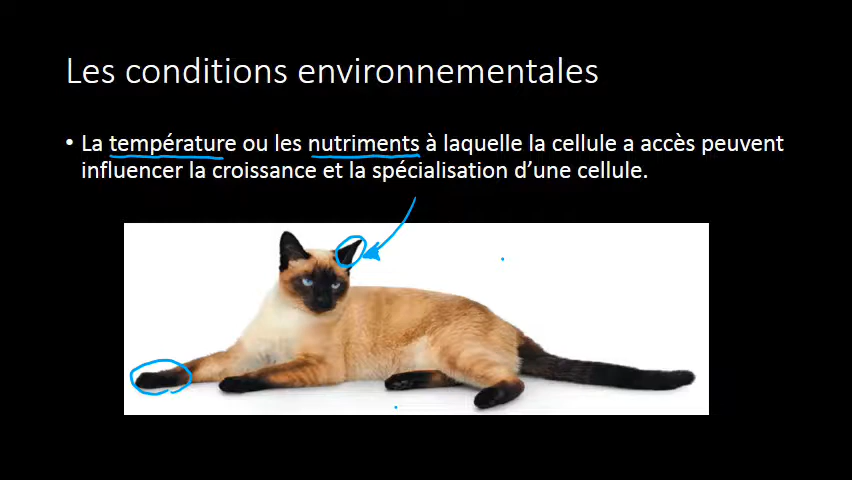 Les conditions environnementales
• La température ou les nutriments à laquelle la cellule a accès peuvent
influencer la croissance et la spécialisation d'une cellule.